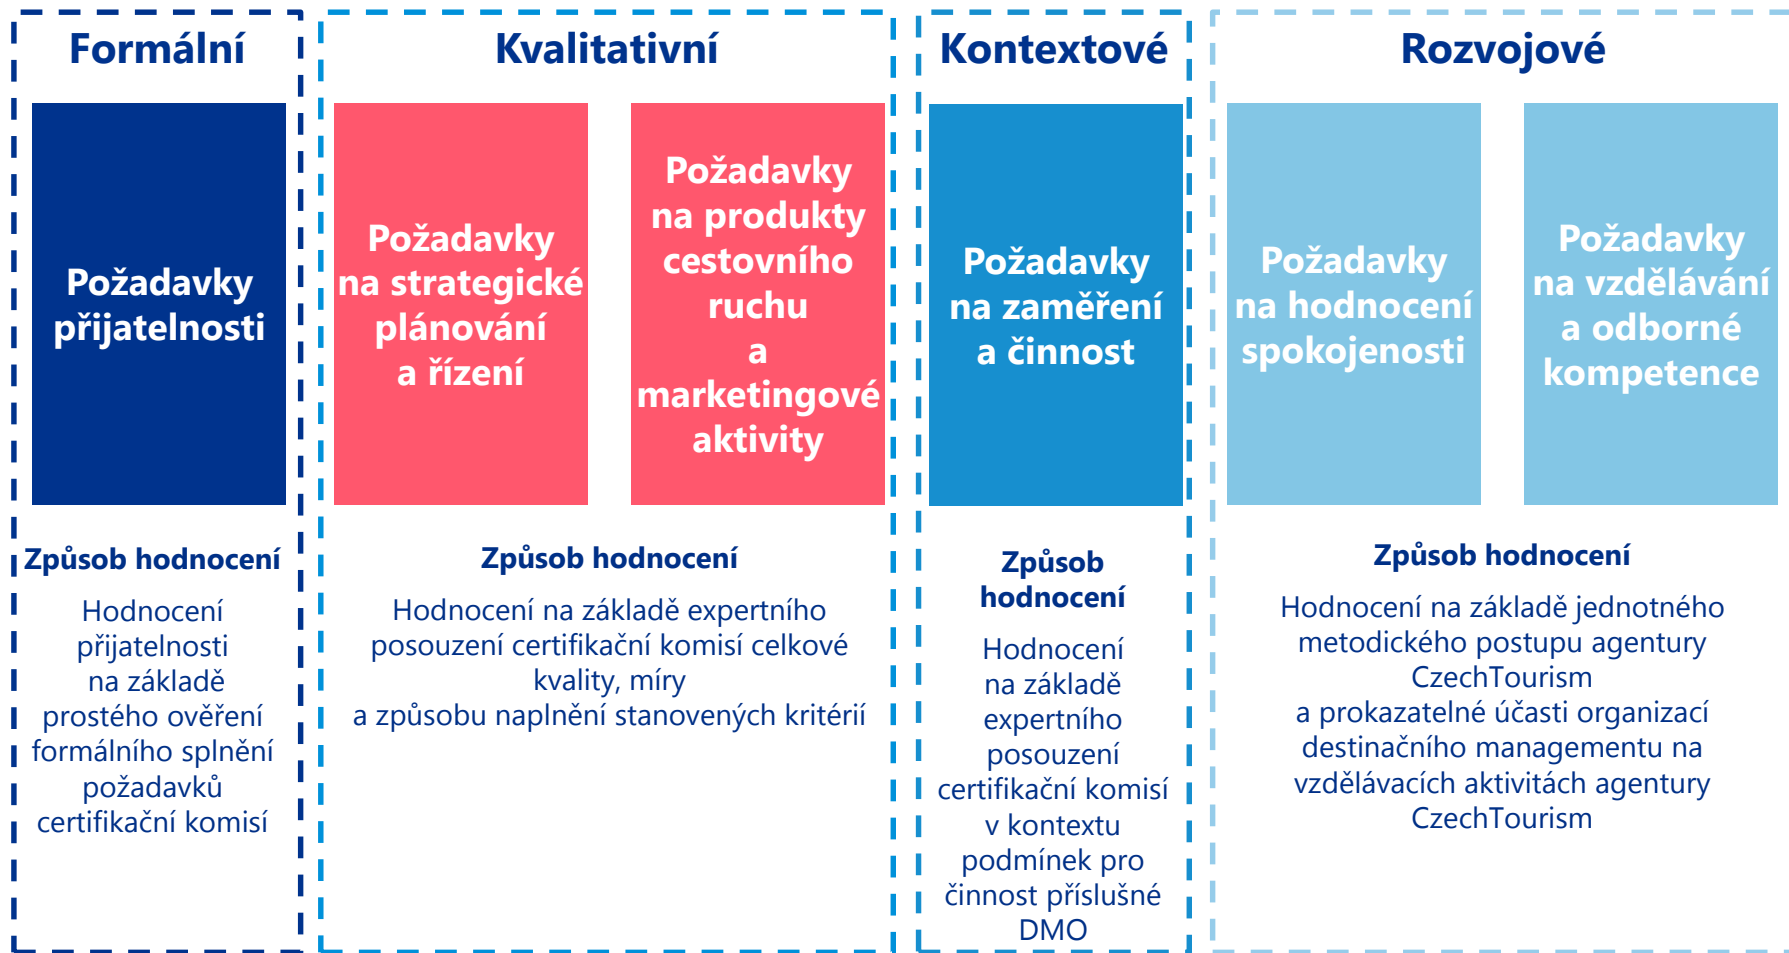 Formální
Požadavky
přijatelnosti
Způsob hodnocení
Hodnocení
přijatelnosti
na základě
prostého ověření
formálního splnění
požadavků
certifikační komisí
Kvalitativní
Požadavky
na strategické
plánování
a řízení
Požadavky
na produkty
cestovního
ruchu
a
marketingové
aktivity
Způsob hodnocení
Hodnocení na základě expertního
posouzení certifikační komisí celkové
kvality, míry
a způsobu naplnění stanovených kritérií
Kontextové
Požadavky
na zaměření
a činnost
Způsob
hodnocení
Hodnocení
na základě
expertního
posouzení
certifikační komisí
v kontextu
podmínek pro
činnost příslušné
DMO
Rozvojové
Požadavky
na hodnocení
spokojenosti
Požadavky
na vzdělávání
a odborné
kompetence
Způsob hodnocení
Hodnocení na základě jednotného
metodického postupu agentury
CzechTourism
a prokazatelné účasti organizací
destinačního managementu na
vzdělávacích aktivitách agentury
CzechTourism